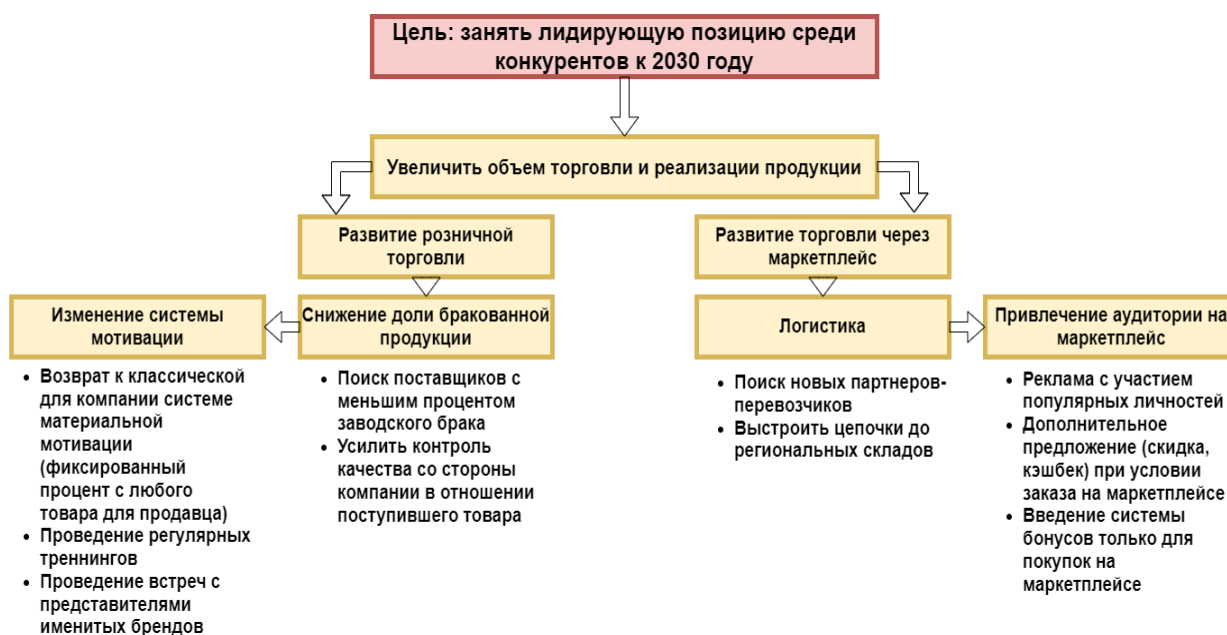 Цель: занять лидирующую позицию среди
конкурентов к 2030 году
Увеличить объем торговли и реализации продукции
Развитие розничной
торговли
Развитие торговли через
маркетплейс
Изменение системы
мотивации
Снижение доли бракованной
продукции
Логистика
Привлечение аудитории на
маркетплейс
• Возврат к классической
для компании системе
материальной
мотивации
(фиксированный
процент с любого
товара для продавца)
• Проведение регулярных
треннингов
• Проведение встреч с
представителями
именитых брендов
• Поиск поставщиков с
меньшим процентом
заводского брака
• Усилить контроль
качества со стороны
компании в отношении
поступившего товара
• Поиск новых партнеров-
перевозчиков
• Выстроить цепочки до
региональных складов
• Реклама с участием
популярных личностей
• Дополнительное
предложение (скидка,
кэшбек) при условии
заказа на маркетплейсе
• Введение системы
бонусов только для
покупок на
маркетплейсе